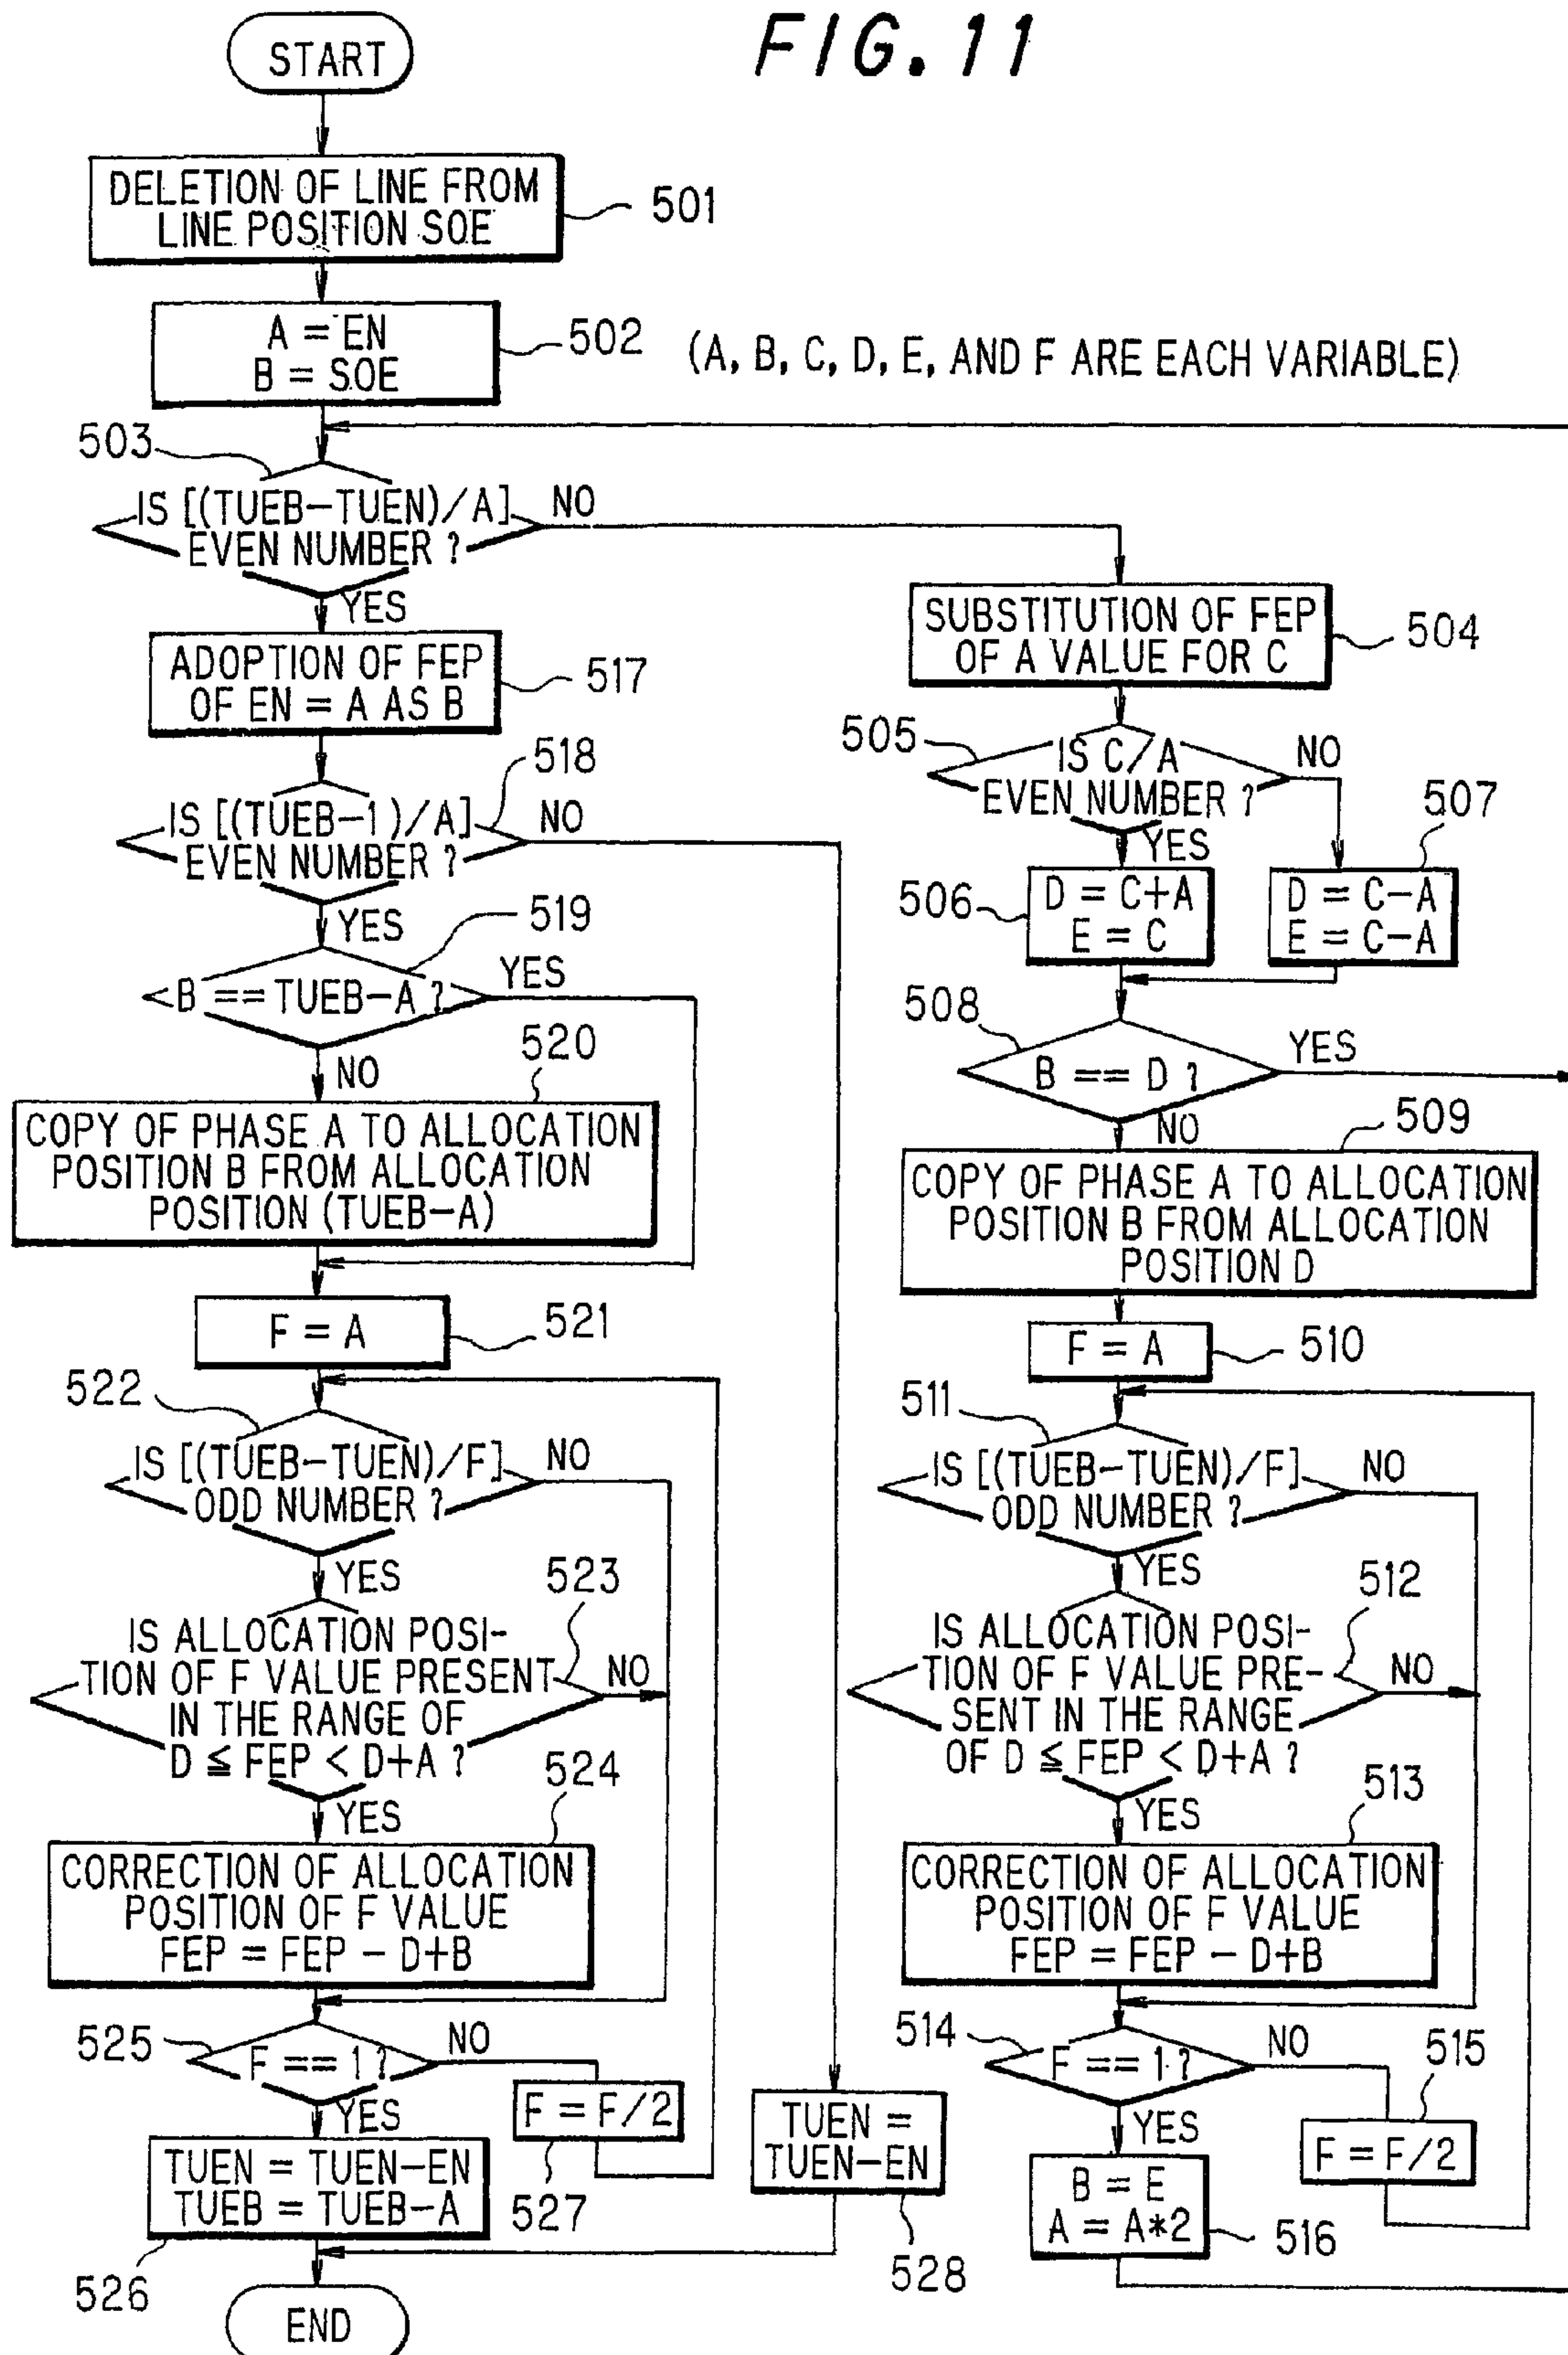 FIG.11
START
DELETION OF LINE FROM
LINE POSITION SOE
501
A = EN
B = SOE
502
(A, B, C, D, E, AND F ARE EACH VARIABLE)
503
IS [(TUEB-TUEN)/A]
EVEN NUMBER ?
NO
YES
ADOPTION OF FEP
OF EN = A AS B
517
518
IS [(TUEB-1)/A]
EVEN NUMBER ?
NO
YES
519
B == TUEB-A ?
YES
520
NO
COPY OF PHASE A TO ALLOCATION
POSITION B FROM ALLOCATION
POSITION (TUEB-A)
F = A
521
522
IS [(TUEB-TUEN)/F]
ODD NUMBER ?
NO
YES
523
IS ALLOCATION POSI-
TION OF F VALUE PRESENT
IN THE RANGE OF
D ≦ FEP < D+A ?
NO
524
YES
CORRECTION OF ALLOCATION
POSITION OF F VALUE
FEP = FEP - D+B
525
F == 1 ?
NO
YES
F = F/2
527
TUEN = TUEN-EN
TUEB = TUEB-A
526
END
TUEN =
TUEN-EN
528
SUBSTITUTION OF FEP
OF A VALUE FOR C
504
505
IS C/A
EVEN NUMBER ?
NO
YES
507
506
D = C+A
E = C
D = C-A
E = C-A
508
B == D ?
YES
NO
509
COPY OF PHASE A TO ALLOCATION
POSITION B FROM ALLOCATION
POSITION D
F = A
510
511
IS [(TUEB-TUEN)/F]
ODD NUMBER ?
NO
YES
512
IS ALLOCATION POSI-
TION OF F VALUE PRE-
SENT IN THE RANGE
OF D ≦ FEP < D+A ?
NO
513
YES
CORRECTION OF ALLOCATION
POSITION OF F VALUE
FEP = FEP - D+B
514
F == 1 ?
NO
515
YES
F = F/2
B = E
A = A*2
516